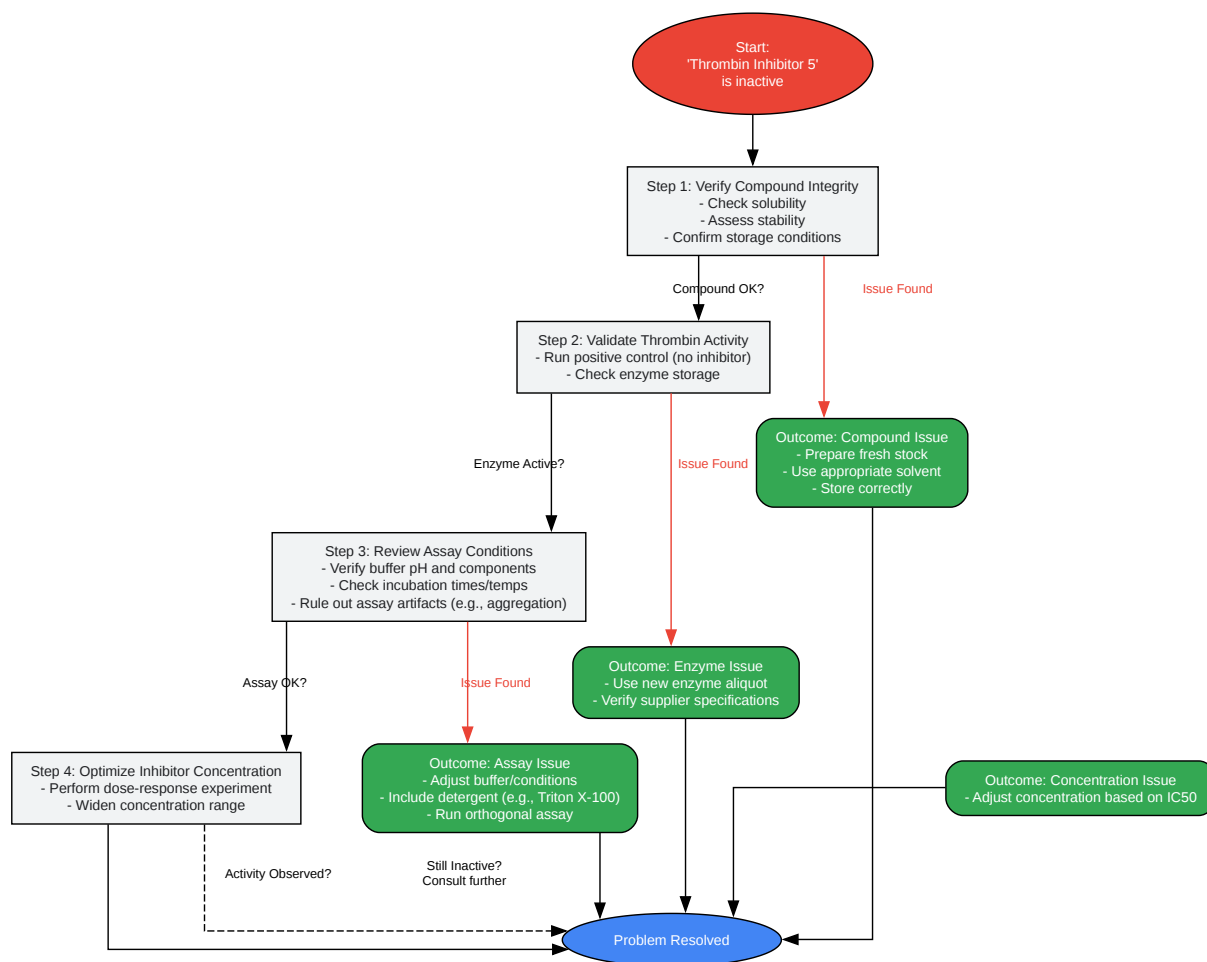 Start:
'Thrombin Inhibitor 5'
is inactive
Step 1: Verify Compound Integrity
- Check solubility
- Assess stability
- Confirm storage conditions
Compound OK?
Issue Found
Step 2: Validate Thrombin Activity
- Run positive control (no inhibitor)
- Check enzyme storage
Outcome: Compound Issue
- Prepare fresh stock
- Use appropriate solvent
- Store correctly
Enzyme Active?
Issue Found
Step 3: Review Assay Conditions
- Verify buffer pH and components
- Check incubation times/temps
- Rule out assay artifacts (e.g., aggregation)
Outcome: Enzyme Issue
- Use new enzyme aliquot
- Verify supplier specifications
Assay OK?
Issue Found
Step 4: Optimize Inhibitor Concentration
- Perform dose-response experiment
- Widen concentration range
Outcome: Assay Issue
- Adjust buffer/conditions
- Include detergent (e.g., Triton X-100)
- Run orthogonal assay
Outcome: Concentration Issue
- Adjust concentration based on IC50
Activity Observed?
Still Inactive?
Consult further
Problem Resolved